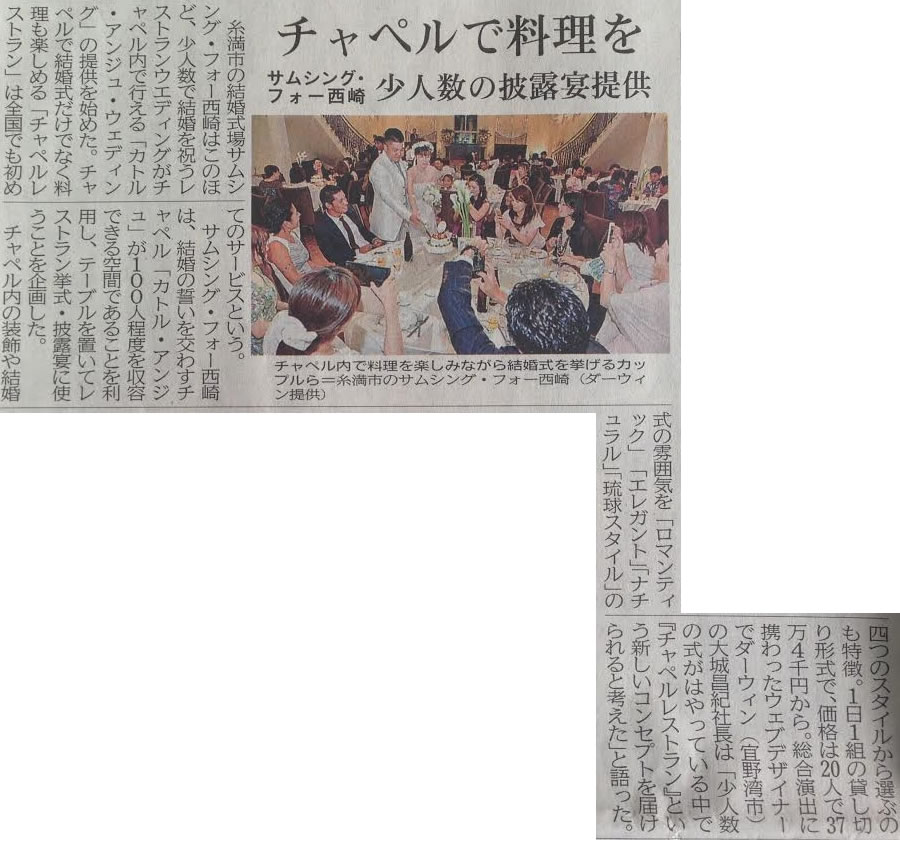 チャペルで料理を
サムシング・
フォー西崎
少人数の披露宴提供
糸満市の結婚式場サムシ
ング・フォー西崎はこのほ
ど、少人数で結婚を祝うレ
ストランウエディングがチ
ャペル内で行える「カトル
・アンジュ・ウェディン
グ」の提供を始めた。チャ
ペルで結婚式だけでなく料
理も楽しめる「チャペルレ
ストラン」は全国でも初め
てのサービスという。
サムシング・フォー西崎
は、結婚の誓いを交わすチ
ャペル「カトル・アンジ
ュ」が100人程度を収容
できる空間であることを利
用し、テーブルを置いてレ
ストラン挙式・披露宴に使
うことを企画した。
チャペル内の装飾や結婚
チャペル内で料理を楽しみながら結婚式を挙げるカッ
プルら＝糸満市のサムシング・フォー西崎（ダーウィ
ン提供）
式の雰囲気を「ロマンティ
ック」「エレガント」「ナチ
ュラル」「琉球スタイル」の
四つのスタイルから選ぶの
も特徴。1日1組の貸し切
り形式で、価格は20人で37
万4千円から。総合演出に
携わったウェブデザイナー
でダーウィン（宜野湾市）
の大城昌紀社長は「少人数
の式がはやっている中で
『チャペルレストラン』とい
う新しいコンセプトを届け
られると考えた」と語った。